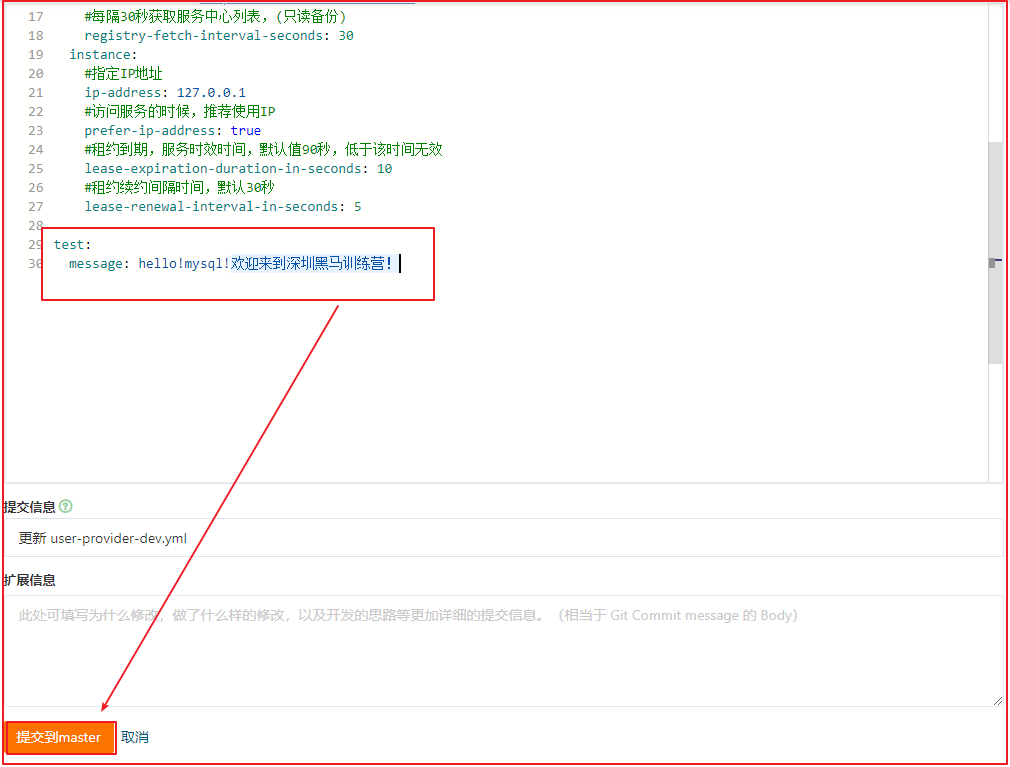 17 #每隔30秒获取服务中心列表，(只读备份)
18 registry-fetch-interval-seconds: 30
19 instance:
20 #指定IP地址
21 ip-address: 127.0.0.1
22 #访问服务的时候，推荐使用IP
23 prefer-ip-address: true
24 #租约到期，服务时效时间，默认值90秒，低于该时间无效
25 lease-expiration-duration-in-seconds: 10
26 #租约续约间隔时间，默认30秒
27 lease-renewal-interval-in-seconds: 5
28
29 test:
30 message: hello!mysql!欢迎来到深圳黑马训练营！
提交信息 ?
更新 user-provider-dev.yml
扩展信息
此处可填写为什么修改，做了什么样的修改，以及开发的思路等更加详细的提交信息。（相当于 Git Commit message 的 Body）
提交到master 取消